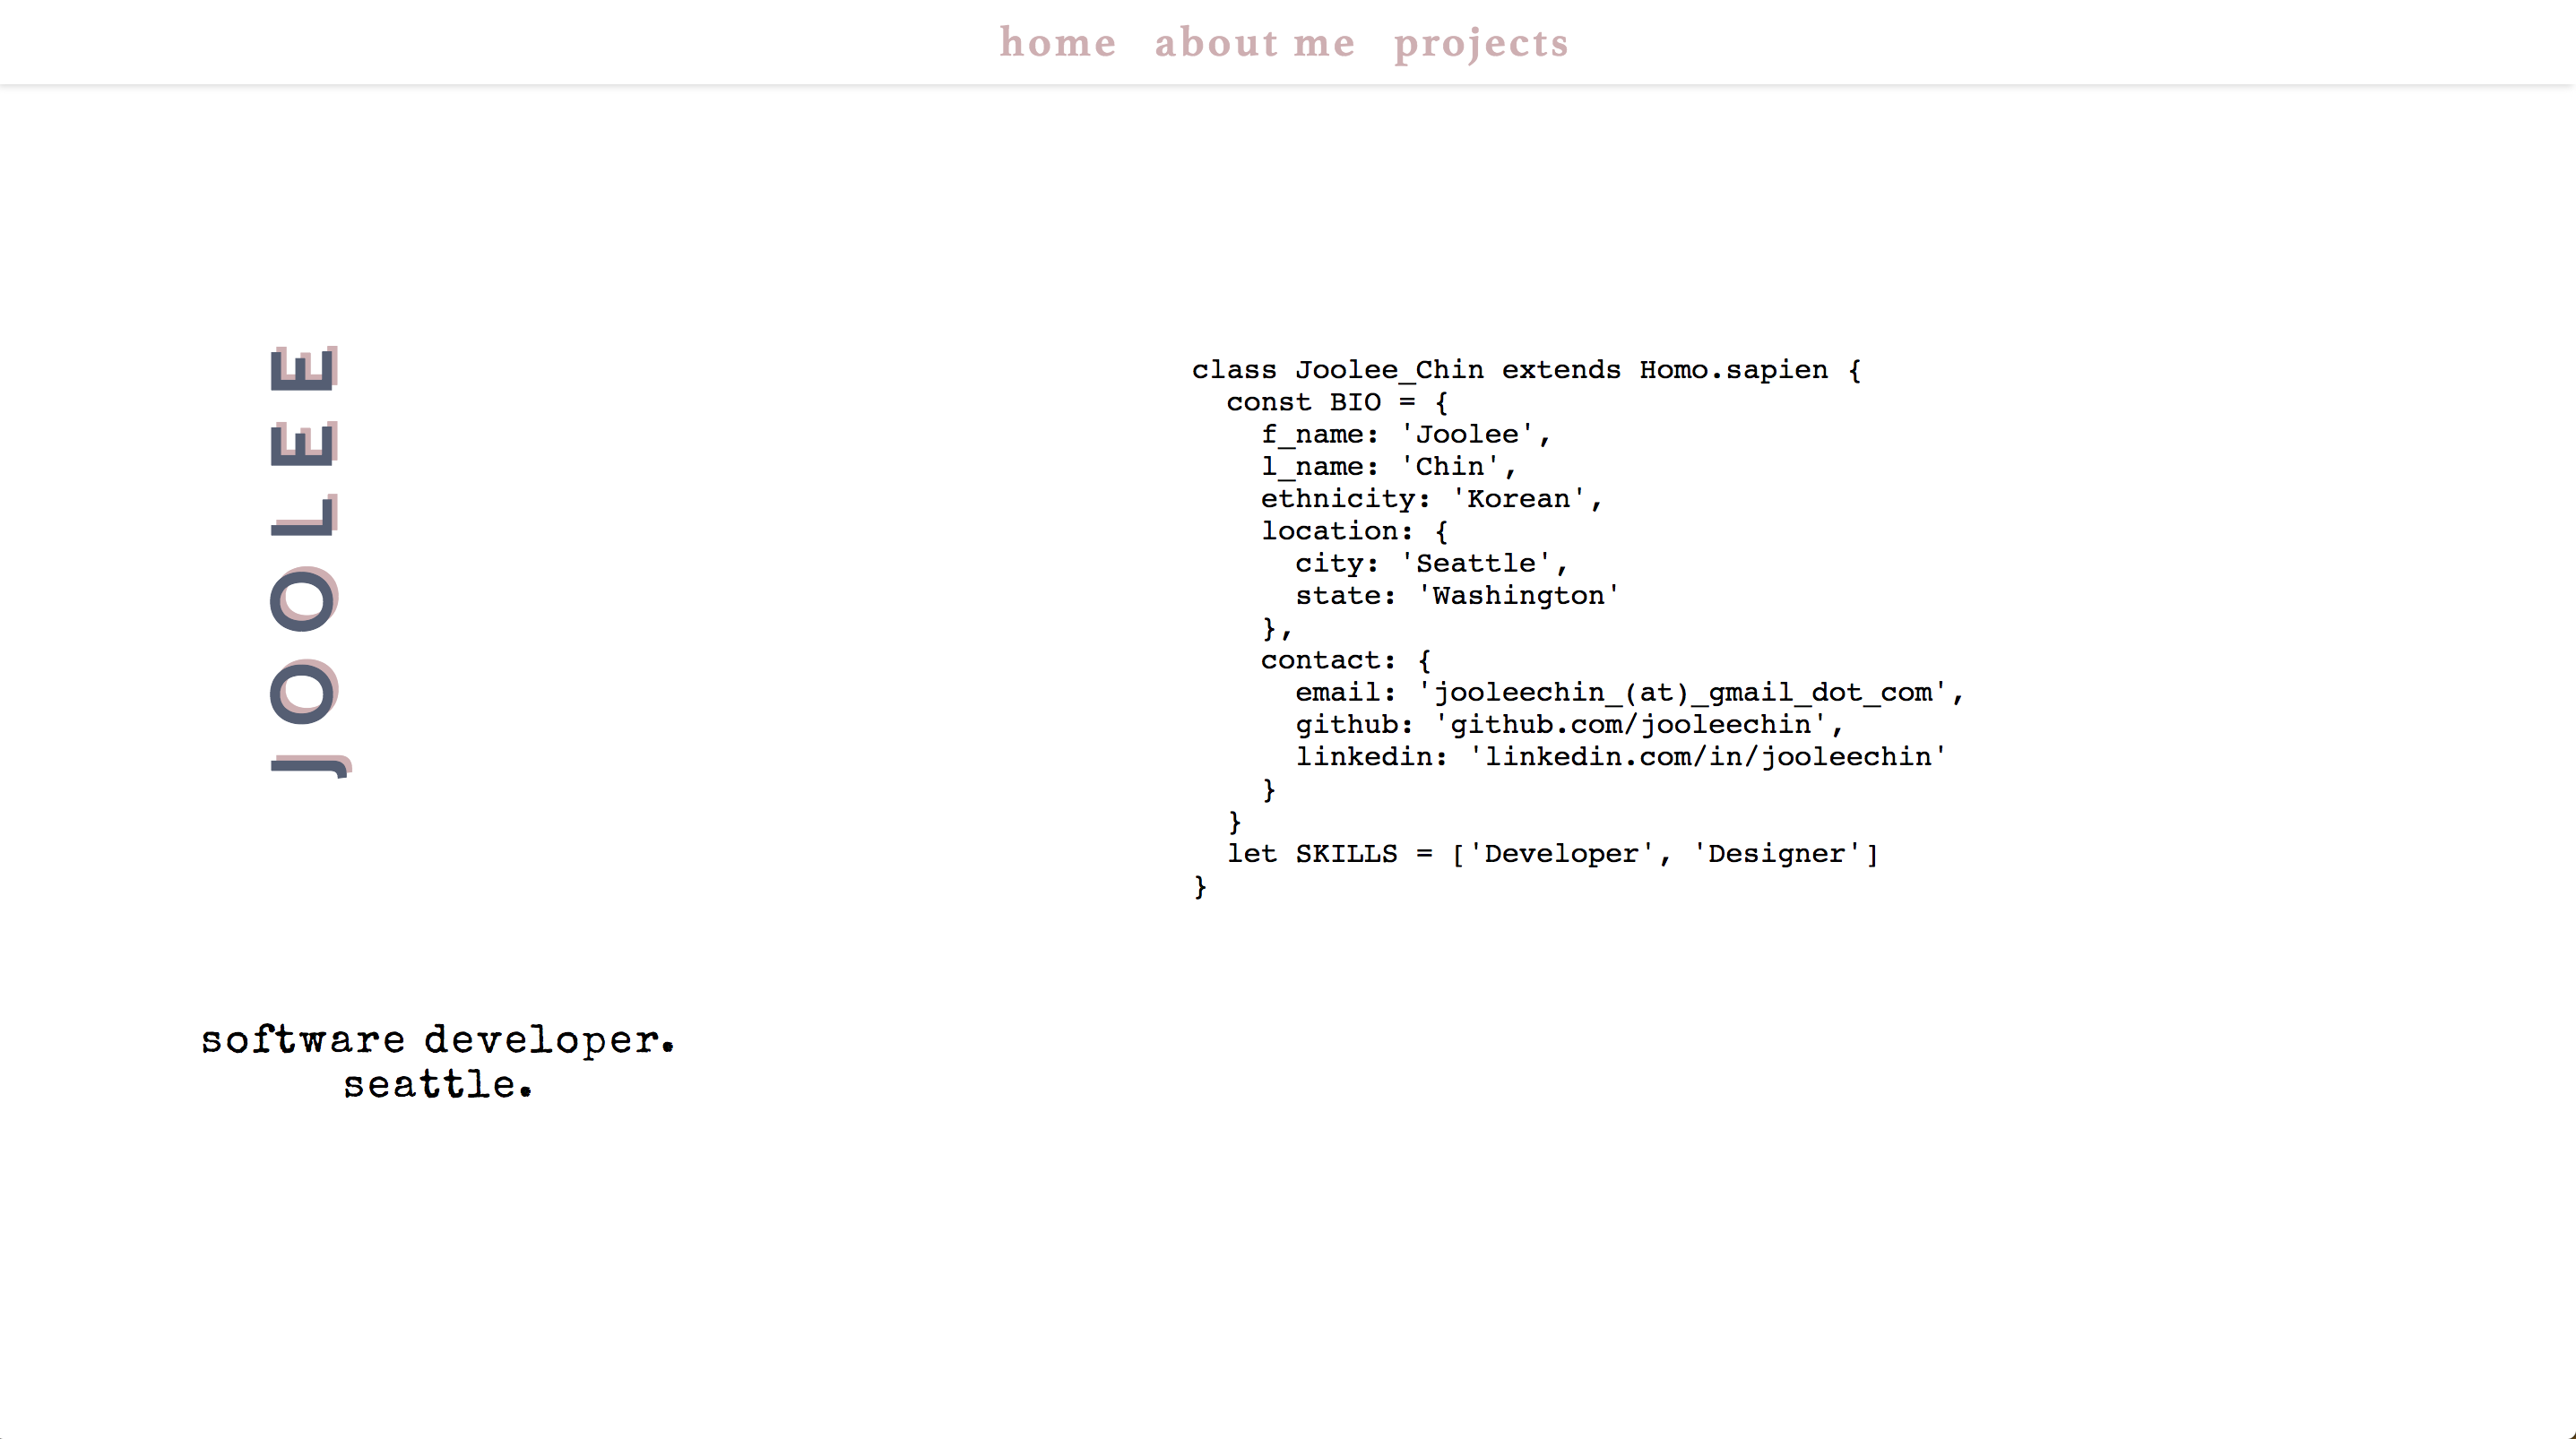 home about me projects
JOOLEE
software developer.
seattle.
class Joolee_Chin extends Homo.sapien {
  const BIO = {
    f_name: 'Joolee',
    l_name: 'Chin',
    ethnicity: 'Korean',
    location: {
      city: 'Seattle',
      state: 'Washington'
    },
    contact: {
      email: 'jooleechin_(at)_gmail_dot_com',
      github: 'github.com/jooleechin',
      linkedin: 'linkedin.com/in/jooleechin'
    }
  }
  let SKILLS = ['Developer', 'Designer']
}